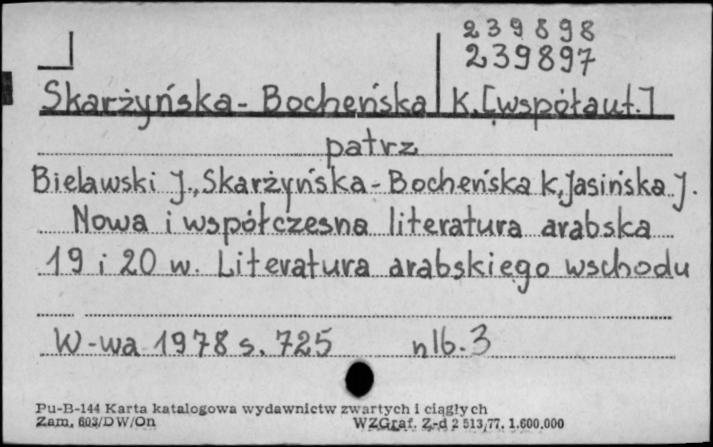 239898
239897
Skarżyńska-Bocheńska K. [współaut.]
patrz
Bielawski J., Skarżyńska-Bocheńska K, Jasińska J.
Nowa i współczesna literatura arabska
19 i 20 w. Literatura arabskiego wschodu
W-wa 1978 s. 725 nlb. 3
Pu-B-144 Karta katalogowa wydawnictw zwartych i ciągłych
Zam. 603/DW/On WZGraf. Z-d 2 513/77. 1.600.000